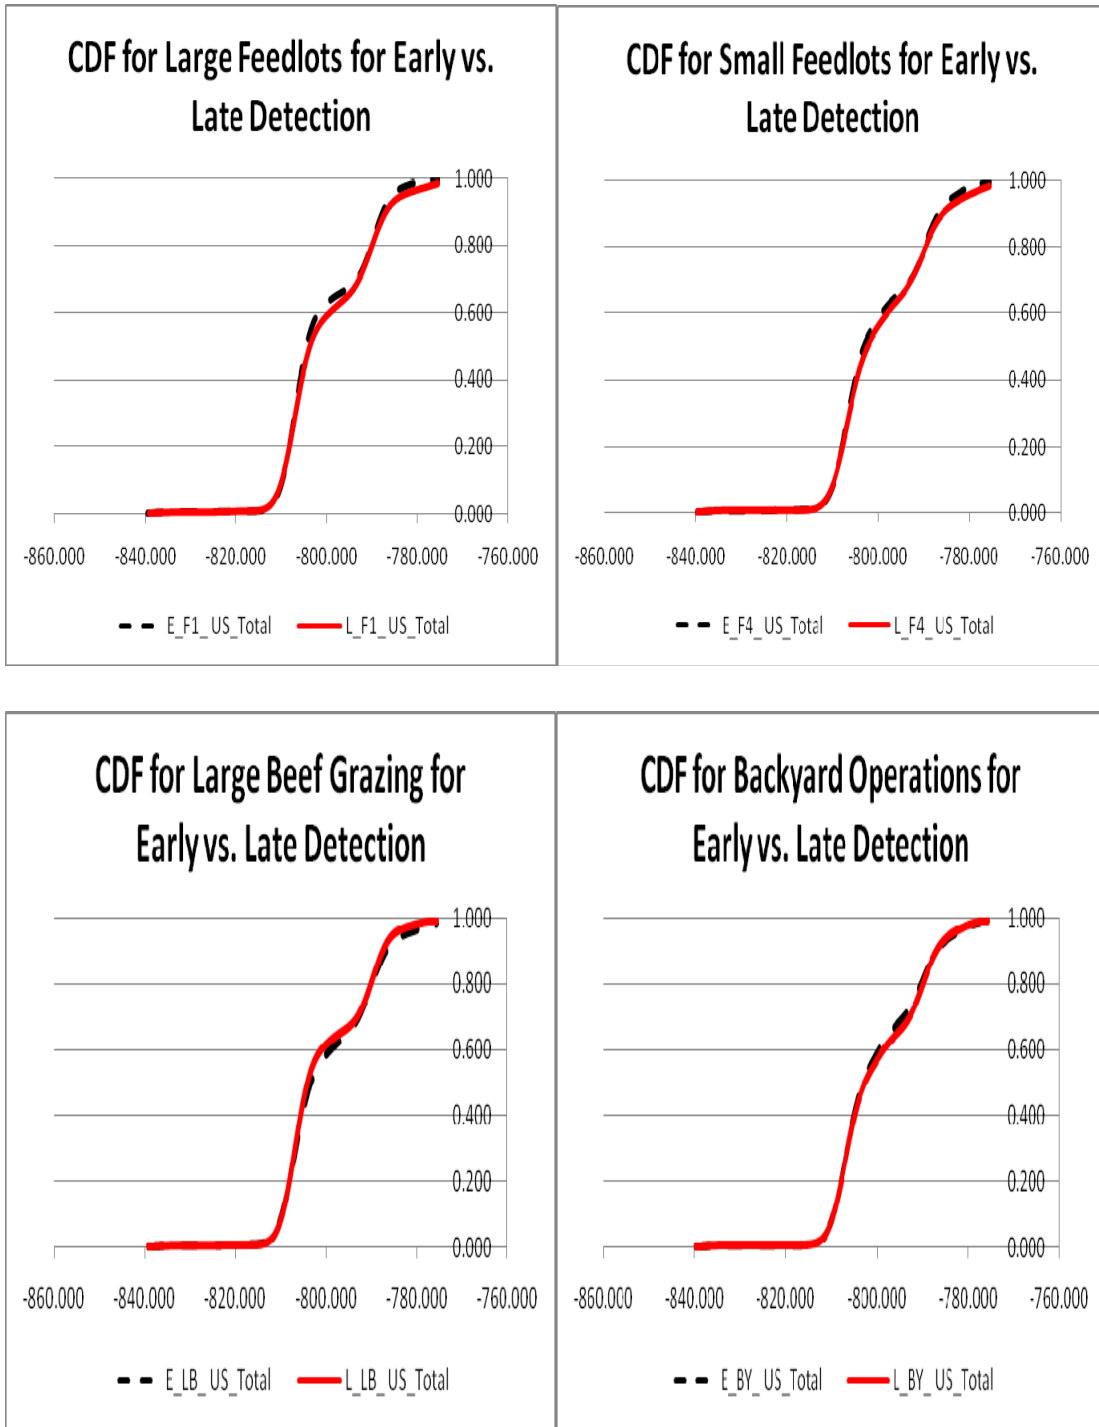 CDF for Large Feedlots for Early vs.
Late Detection
1.000
0.800
0.600
0.400
0.200
0.000
-860.000 -840.000 -820.000 -800.000 -780.000 -760.000
E_F1_US_Total L_F1_US_Total
CDF for Small Feedlots for Early vs.
Late Detection
1.000
0.800
0.600
0.400
0.200
0.000
-860.000 -840.000 -820.000 -800.000 -780.000 -760.000
E_F4_US_Total L_F4_US_Total
CDF for Large Beef Grazing for
Early vs. Late Detection
1.000
0.800
0.600
0.400
0.200
0.000
-860.000 -840.000 -820.000 -800.000 -780.000 -760.000
E_LB_US_Total L_LB_US_Total
CDF for Backyard Operations for
Early vs. Late Detection
1.000
0.800
0.600
0.400
0.200
0.000
-860.000 -840.000 -820.000 -800.000 -780.000 -760.000
E_BY_US_Total L_BY_US_Total